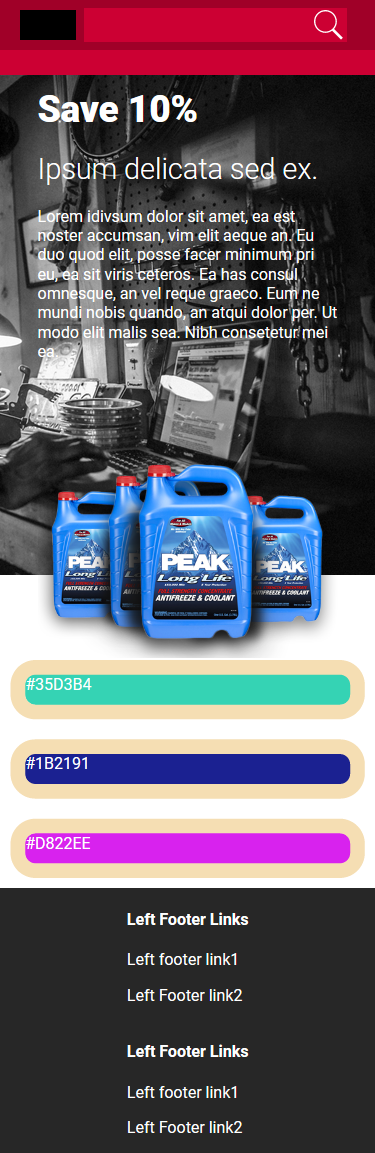 Save 10%
Ipsum delicata sed ex.
Lorem idivsum dolor sit amet, ea est
noster accumsan, vim elit aeque an. Eu
duo quod elit, posse facer minimum pri
eu, ea sit viris ceteros. Ea has consul
omnesque, an vel reque graeco. Eum ne
mundi nobis quando, an atqui dolor per. Ut
modo elit malis sea. Nibh consetetur mei
ea.
PEAK
Long Life
FULL STRENGTH CONCENTRATE
ANTIFREEZE & COOLANT
#35D3B4
#1B2191
#D822EE
Left Footer Links
Left footer link1
Left Footer link2
Left Footer Links
Left footer link1
Left Footer link2